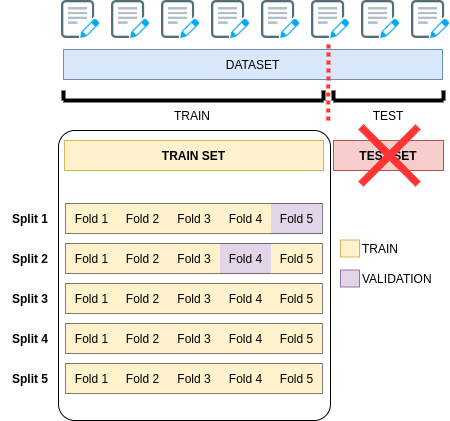 DATASET
TRAIN TEST
TRAIN SET TEST SET
Split 1 Fold 1 Fold 2 Fold 3 Fold 4 Fold 5
Split 2 Fold 1 Fold 2 Fold 3 Fold 4 Fold 5
Split 3 Fold 1 Fold 2 Fold 3 Fold 4 Fold 5
Split 4 Fold 1 Fold 2 Fold 3 Fold 4 Fold 5
Split 5 Fold 1 Fold 2 Fold 3 Fold 4 Fold 5
TRAIN
VALIDATION